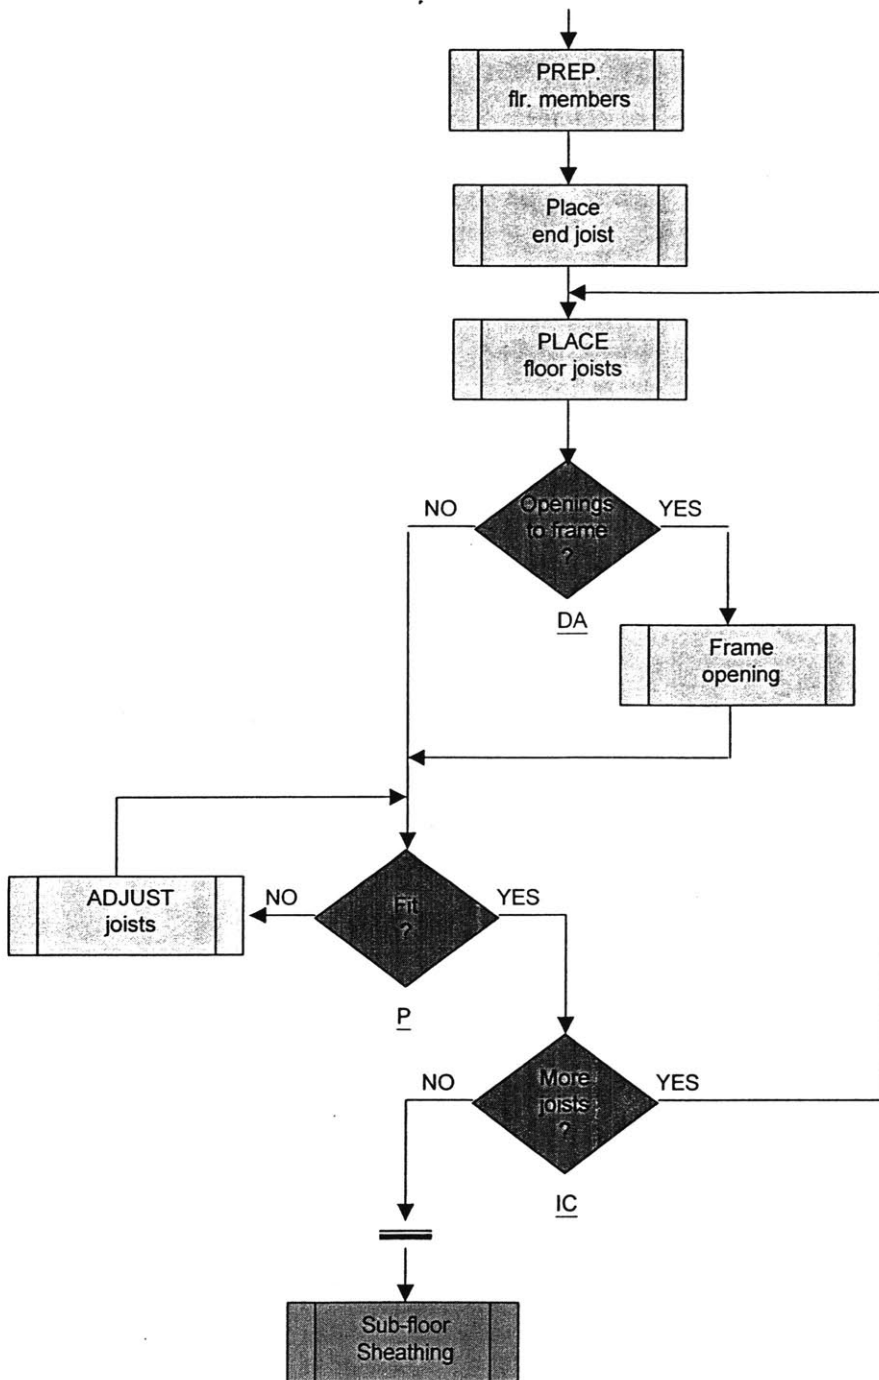 PREP.
flr. members
Place
end joist
PLACE
floor joists
NO
Openings
to frame
?
YES
DA
Frame
opening
ADJUST
joists
NO
Fit
?
YES
P
NO
More
joists
?
YES
IC
Sub-floor
Sheathing